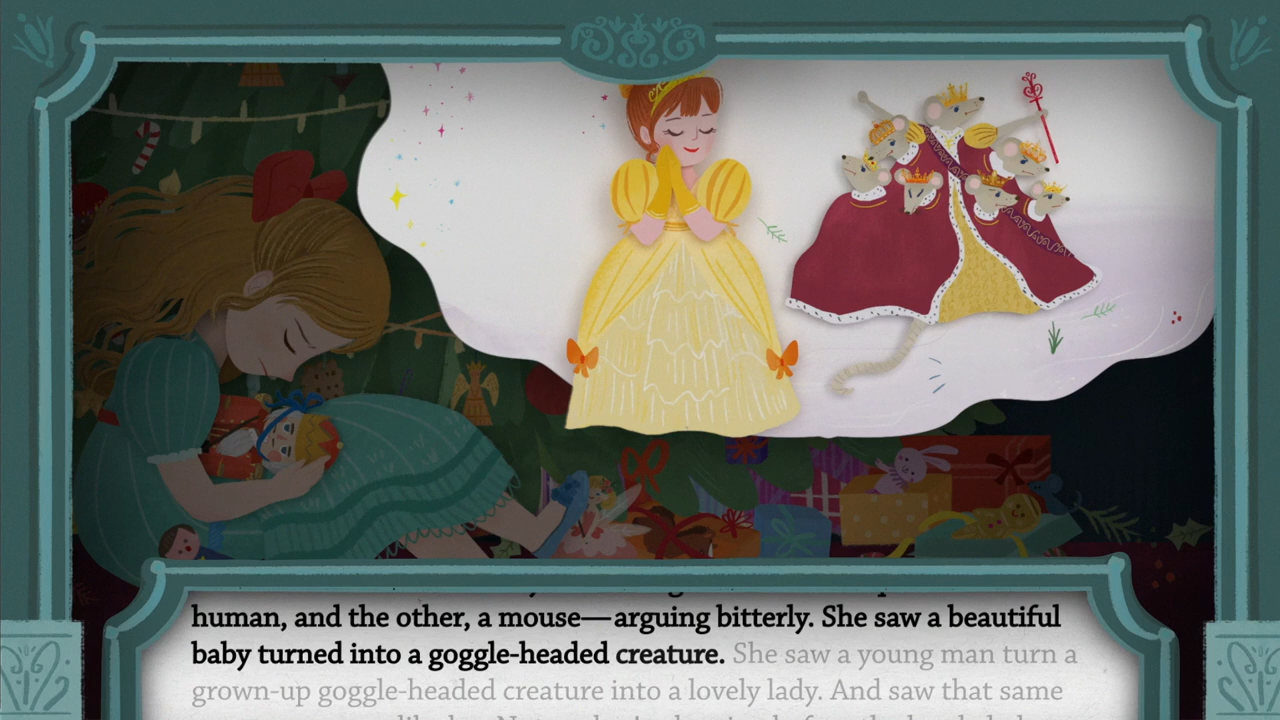 human, and the other, a mouse—arguing bitterly. She saw a beautiful
baby turned into a goggle-headed creature. She saw a young man turn a
grown-up goggle-headed creature into a lovely lady. And saw that same